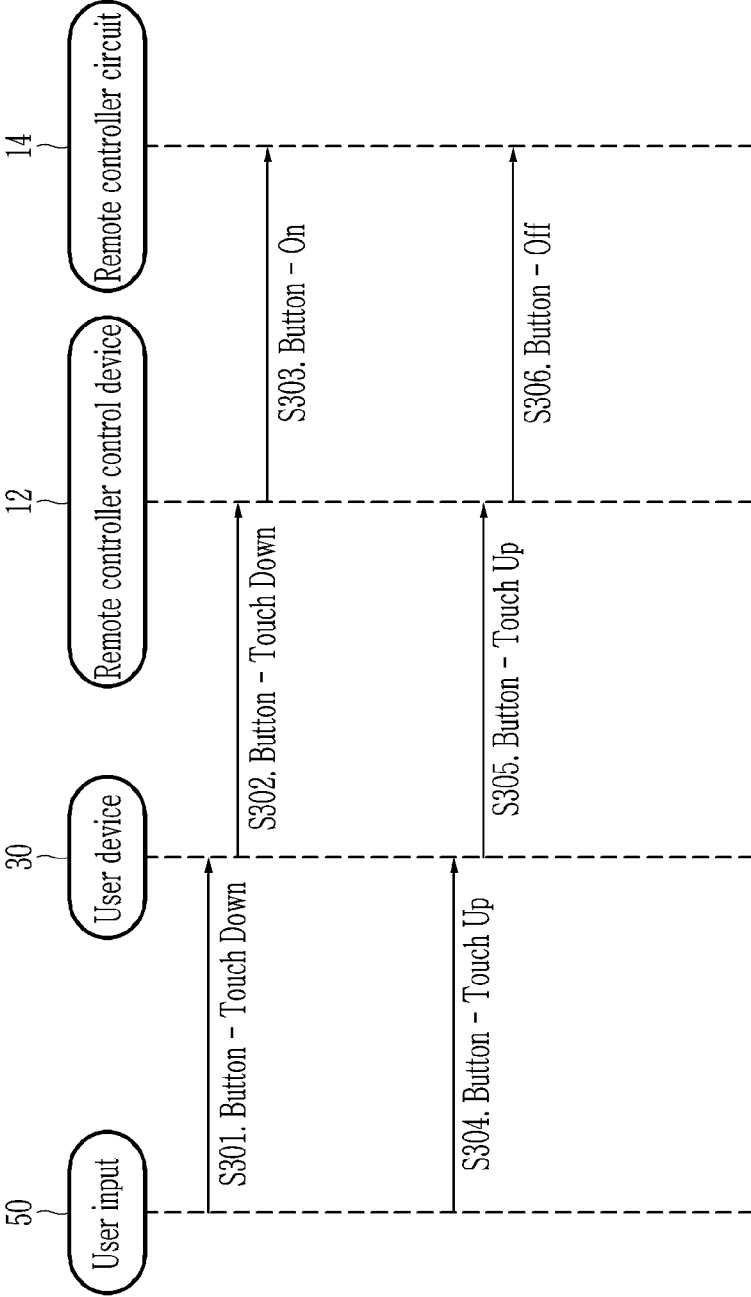 50
30
12
14
User input
User device
Remote controller control device
Remote controller circuit
S301. Button - Touch Down
S302. Button - Touch Down
S303. Button - On
S304. Button - Touch Up
S305. Button - Touch Up
S306. Button - Off